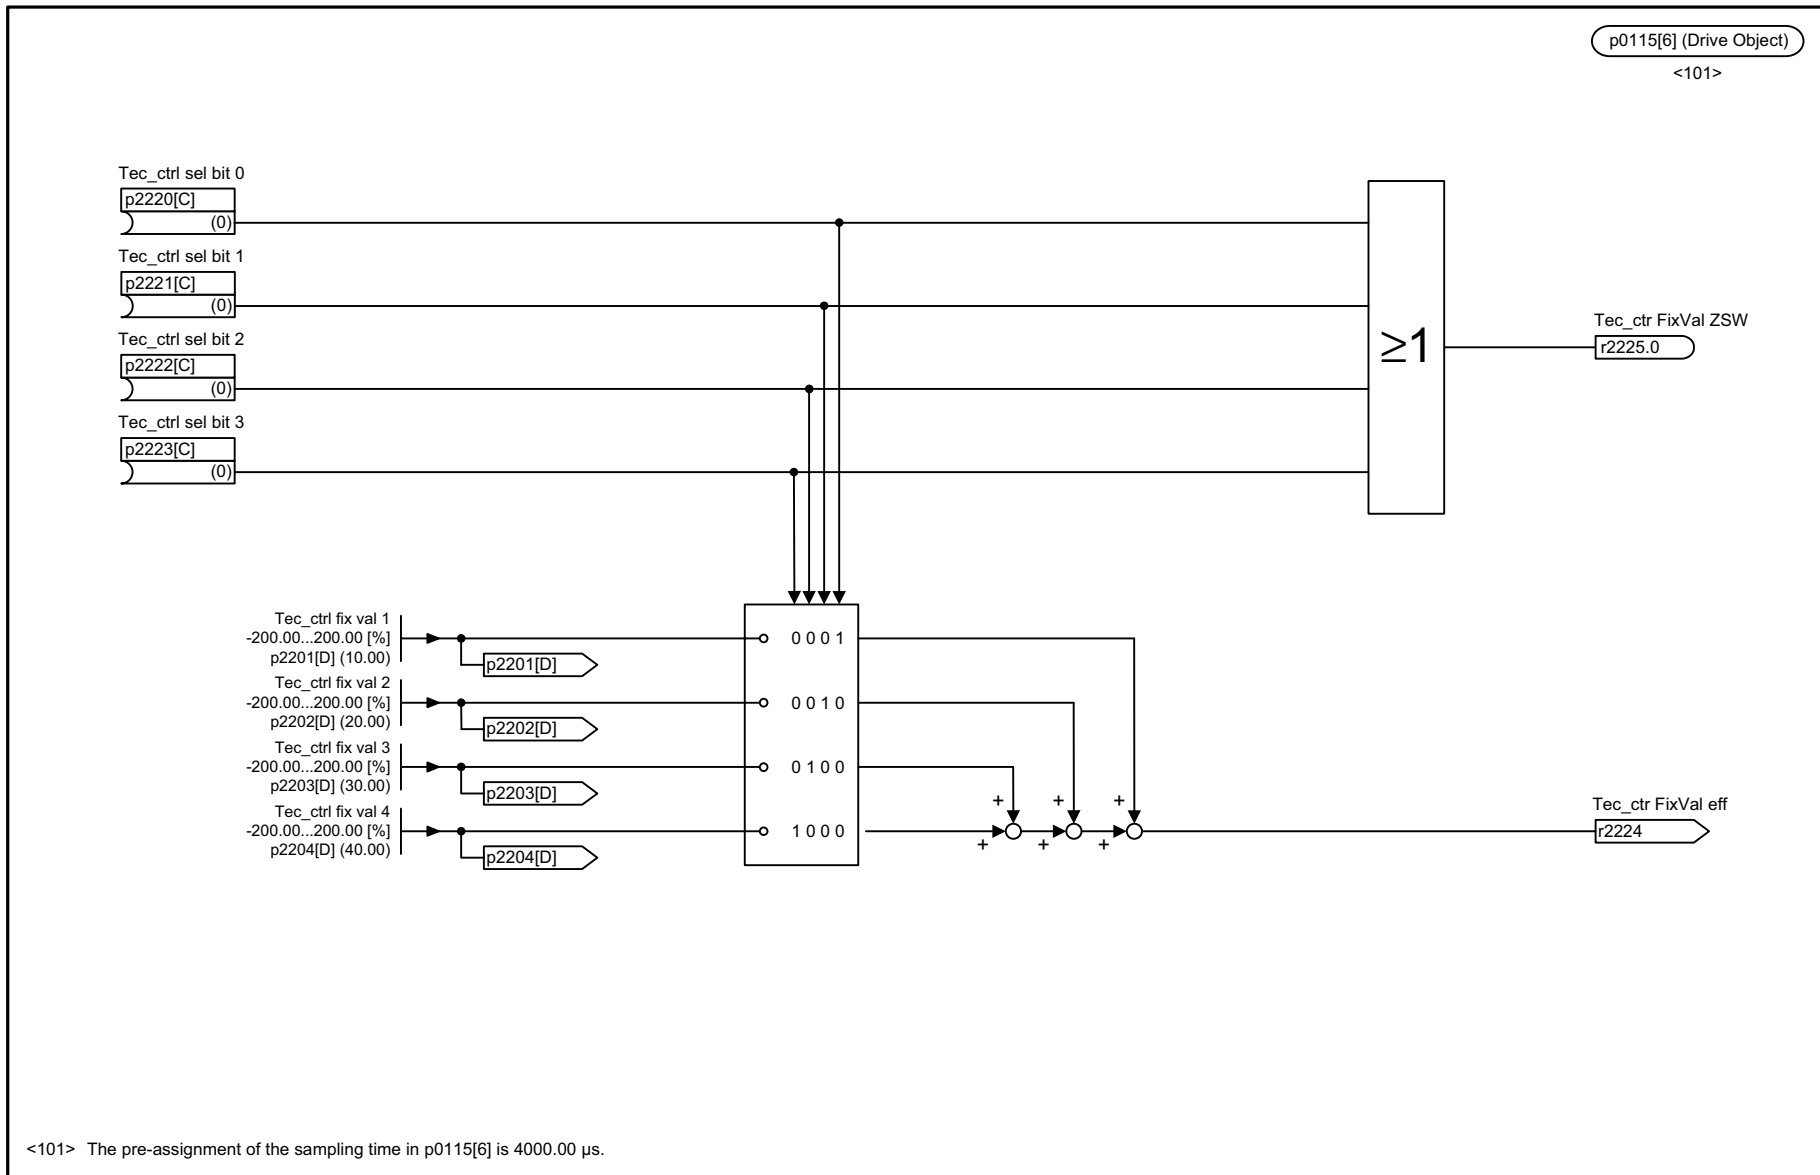 p0115[6] (Drive Object)
<101>
Tec_ctrl sel bit 0
p2220[C]
(0)
Tec_ctrl sel bit 1
p2221[C]
(0)
Tec_ctrl sel bit 2
p2222[C]
(0)
Tec_ctrl sel bit 3
p2223[C]
(0)
≥1
Tec_ctr FixVal ZSW
r2225.0
Tec_ctrl fix val 1
-200.00...200.00 [%]
p2201[D] (10.00)
p2201[D]
0 0 0 1
Tec_ctrl fix val 2
-200.00...200.00 [%]
p2202[D] (20.00)
p2202[D]
0 0 1 0
Tec_ctrl fix val 3
-200.00...200.00 [%]
p2203[D] (30.00)
p2203[D]
0 1 0 0
Tec_ctrl fix val 4
-200.00...200.00 [%]
p2204[D] (40.00)
p2204[D]
1 0 0 0
+ + +
+ + +
Tec_ctr FixVal eff
r2224
<101> The pre-assignment of the sampling time in p0115[6] is 4000.00 µs.